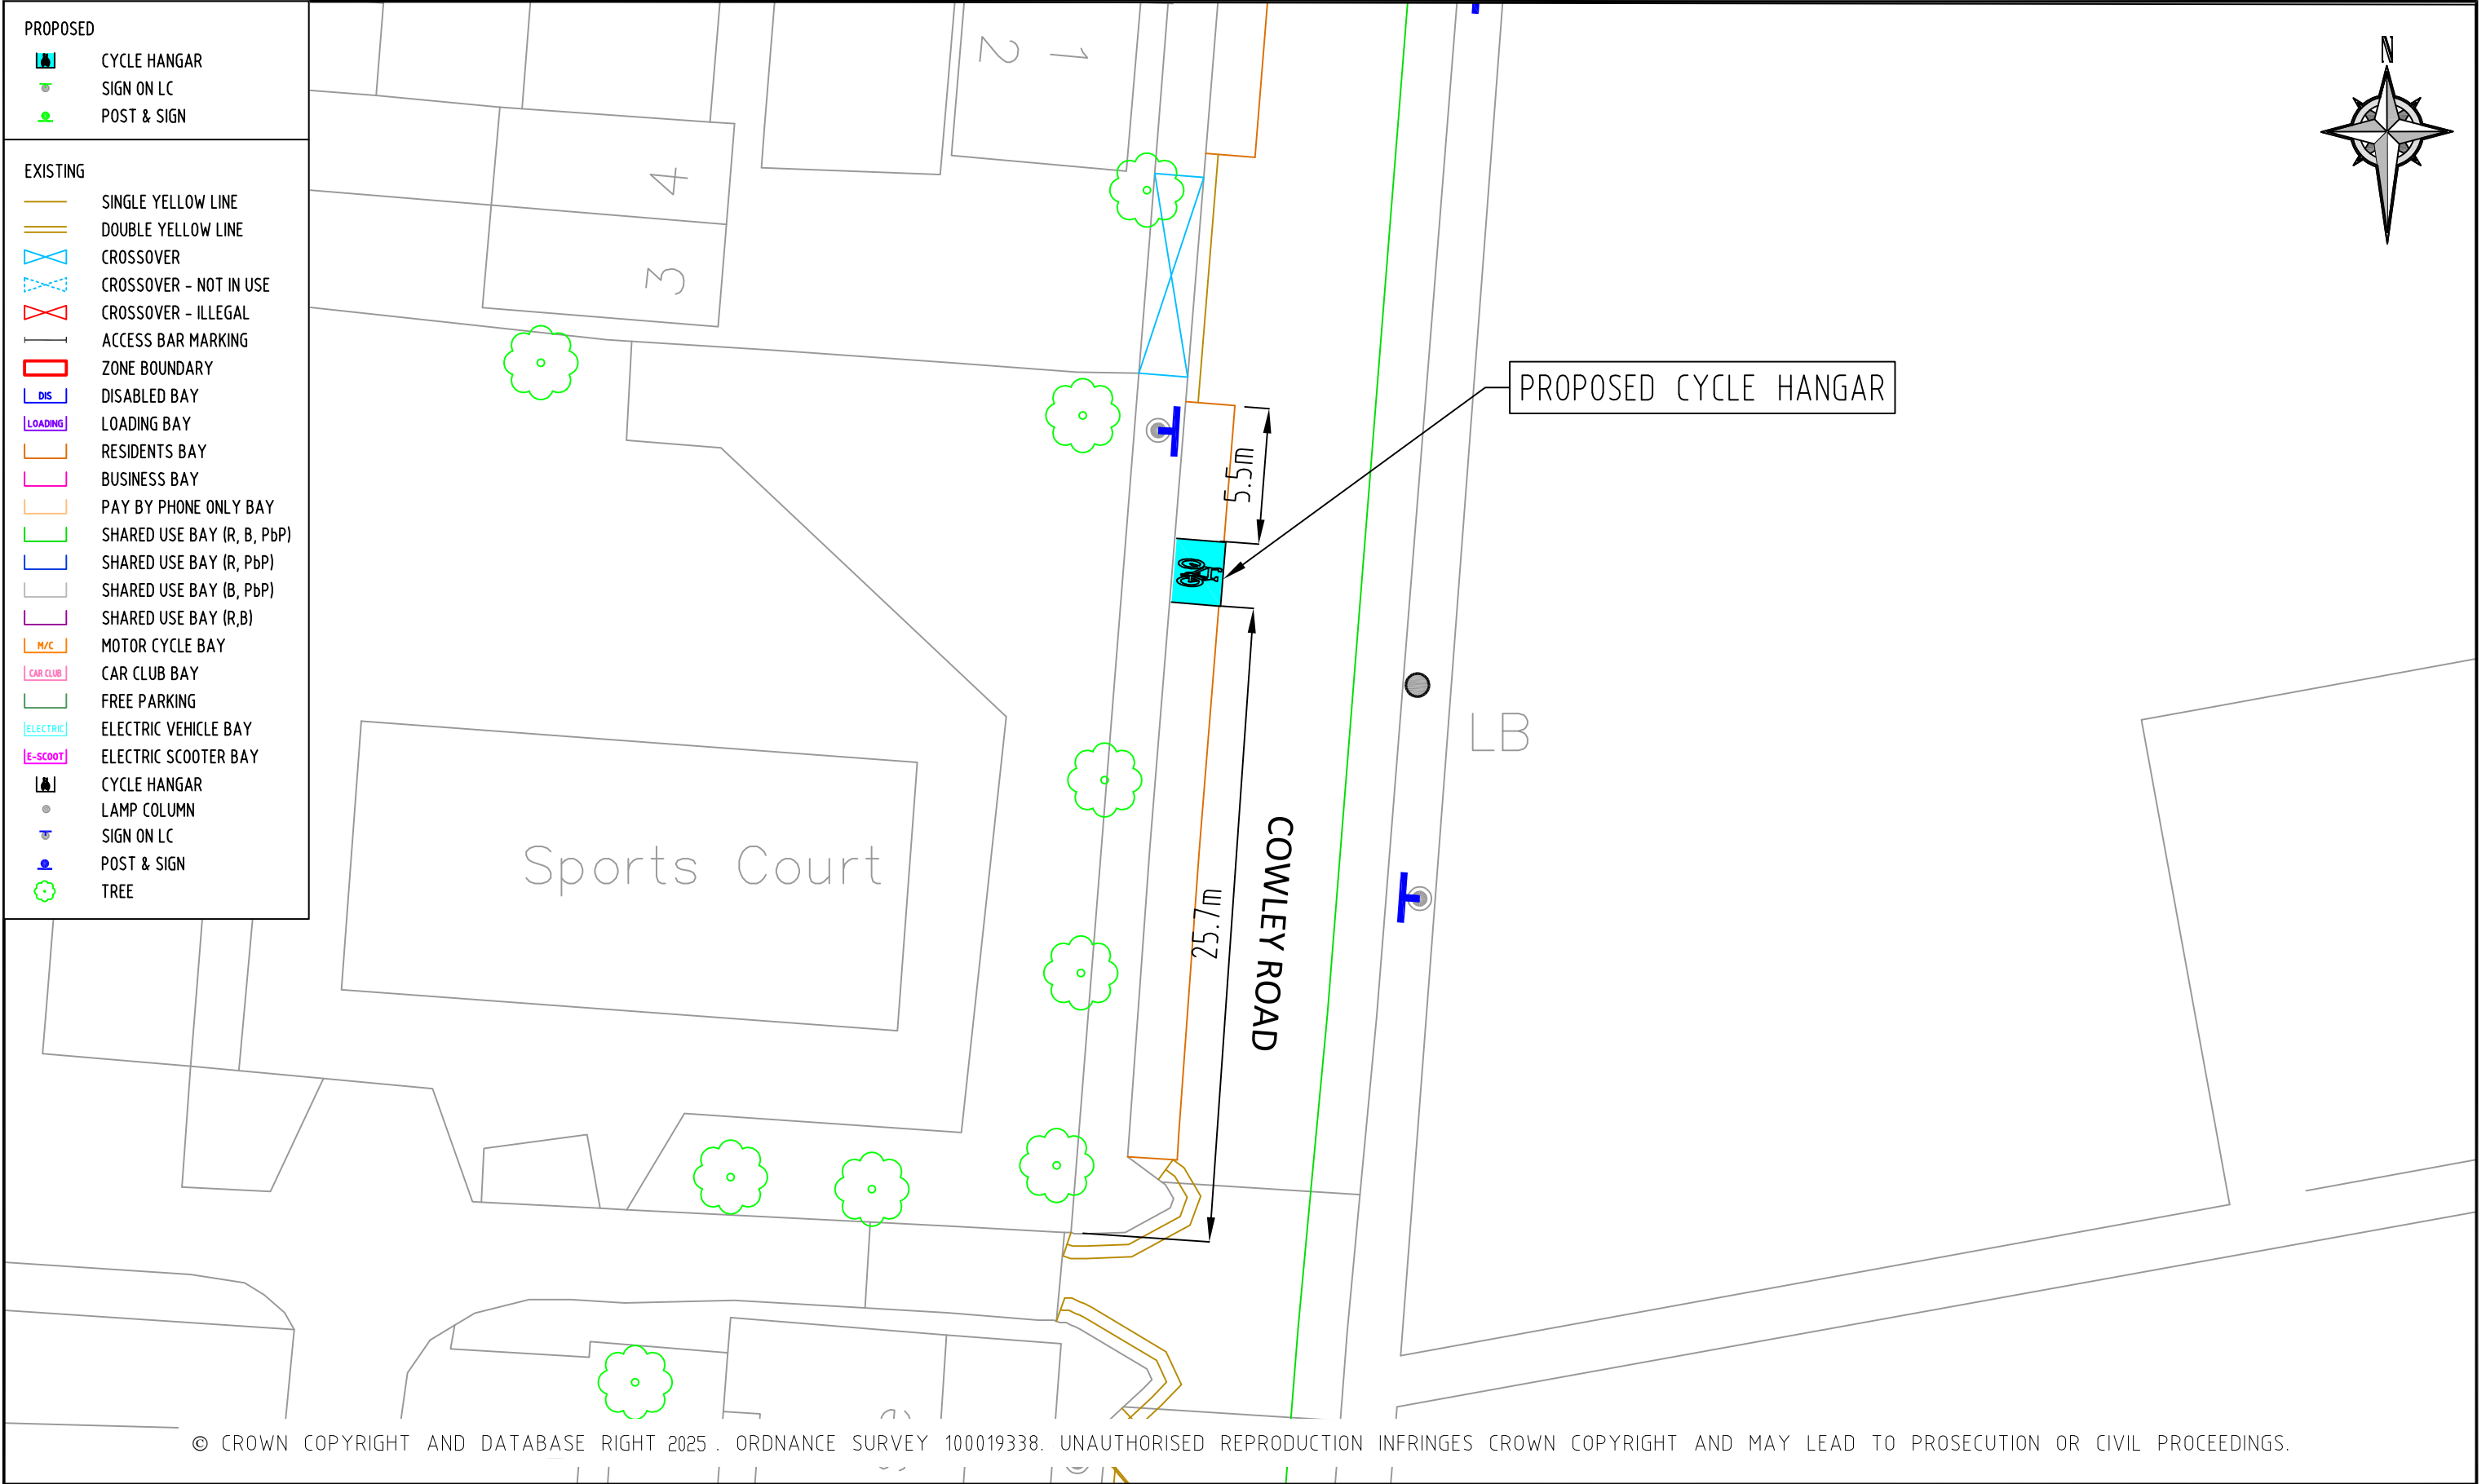 PROPOSED
CYCLE HANGAR
SIGN ON LC
POST & SIGN
EXISTING
SINGLE YELLOW LINE
DOUBLE YELLOW LINE
CROSSOVER
CROSSOVER - NOT IN USE
CROSSOVER - ILLEGAL
ACCESS BAR MARKING
ZONE BOUNDARY
DIS DISABLED BAY
LOADING LOADING BAY
RESIDENTS BAY
BUSINESS BAY
PAY BY PHONE ONLY BAY
SHARED USE BAY (R, B, PbP)
SHARED USE BAY (R, PbP)
SHARED USE BAY (B, PbP)
SHARED USE BAY (R,B)
M/C MOTOR CYCLE BAY
CAR CLUB CAR CLUB BAY
FREE PARKING
ELECTRIC ELECTRIC VEHICLE BAY
E-SCOOT ELECTRIC SCOOTER BAY
CYCLE HANGAR
LAMP COLUMN
SIGN ON LC
POST & SIGN
TREE
2
1
4
3
N
PROPOSED CYCLE HANGAR
5.5m
LB
Sports Court
25.7m
COWLEY ROAD
© CROWN COPYRIGHT AND DATABASE RIGHT 2025 . ORDNANCE SURVEY 100019338. UNAUTHORISED REPRODUCTION INFRINGES CROWN COPYRIGHT AND MAY LEAD TO PROSECUTION OR CIVIL PROCEEDINGS.